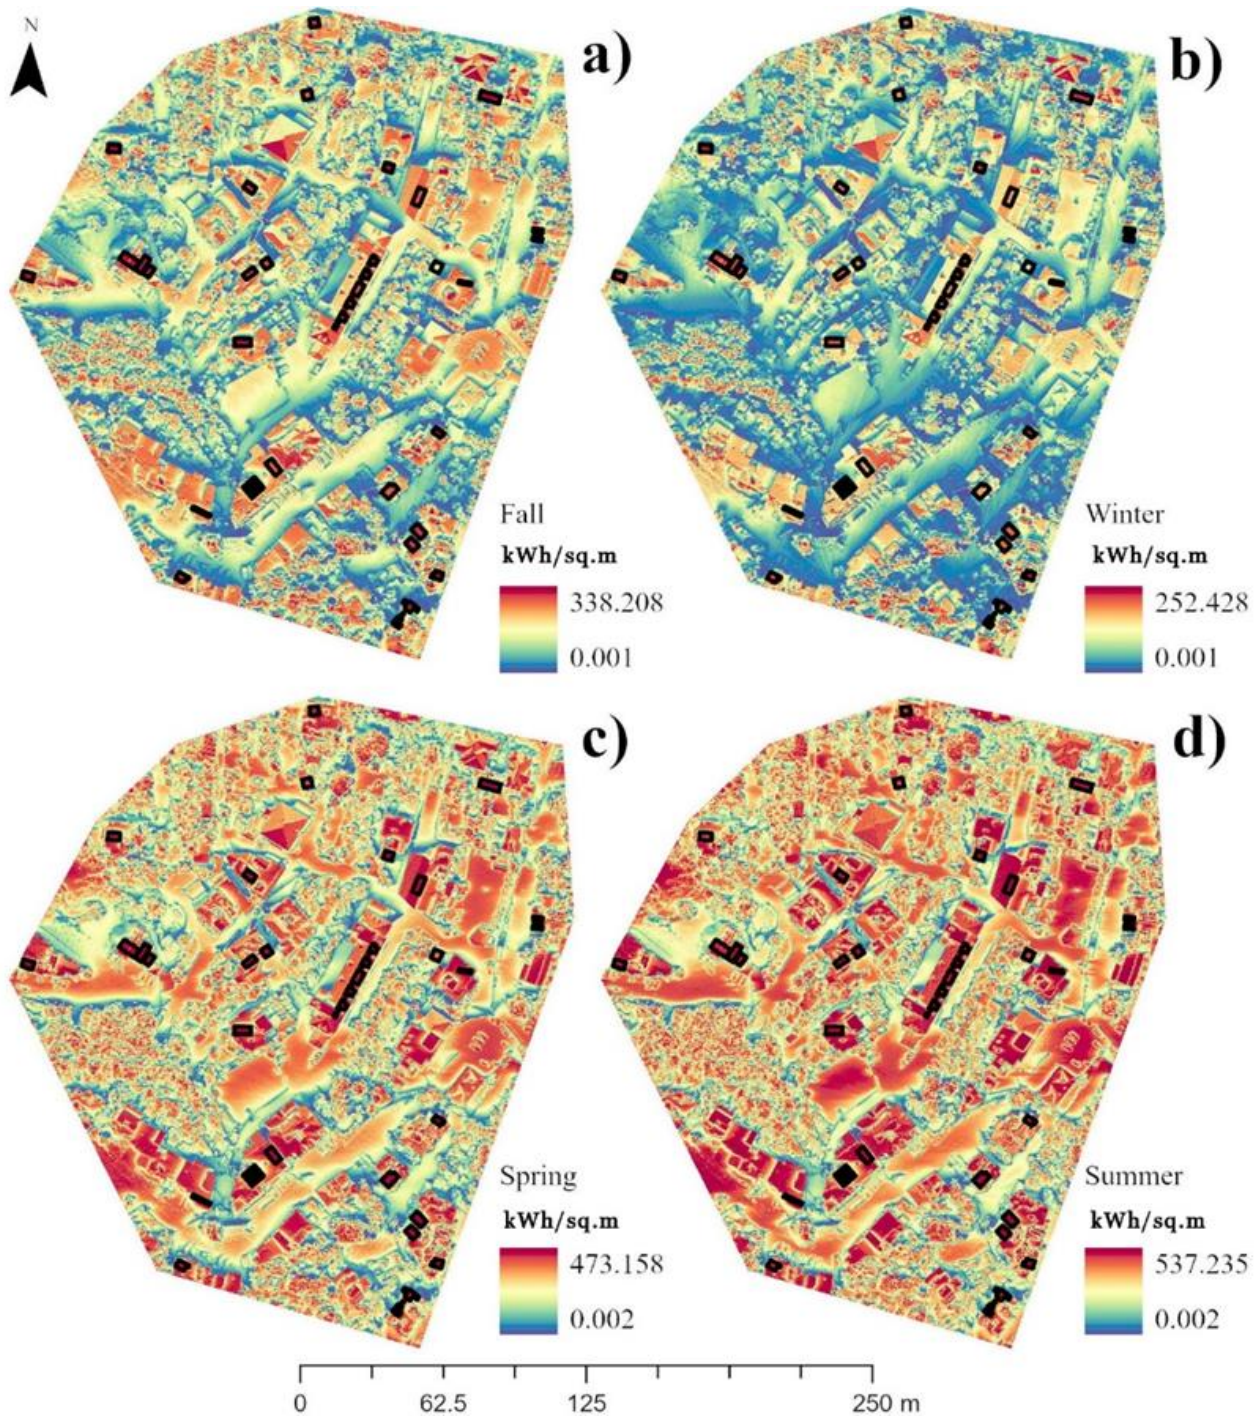 N
a)
b)
Fall
kWh/sq.m
338.208
0.001
Winter
kWh/sq.m
252.428
0.001
c)
d)
Spring
kWh/sq.m
473.158
0.002
Summer
kWh/sq.m
537.235
0.002
0 62.5 125 250 m